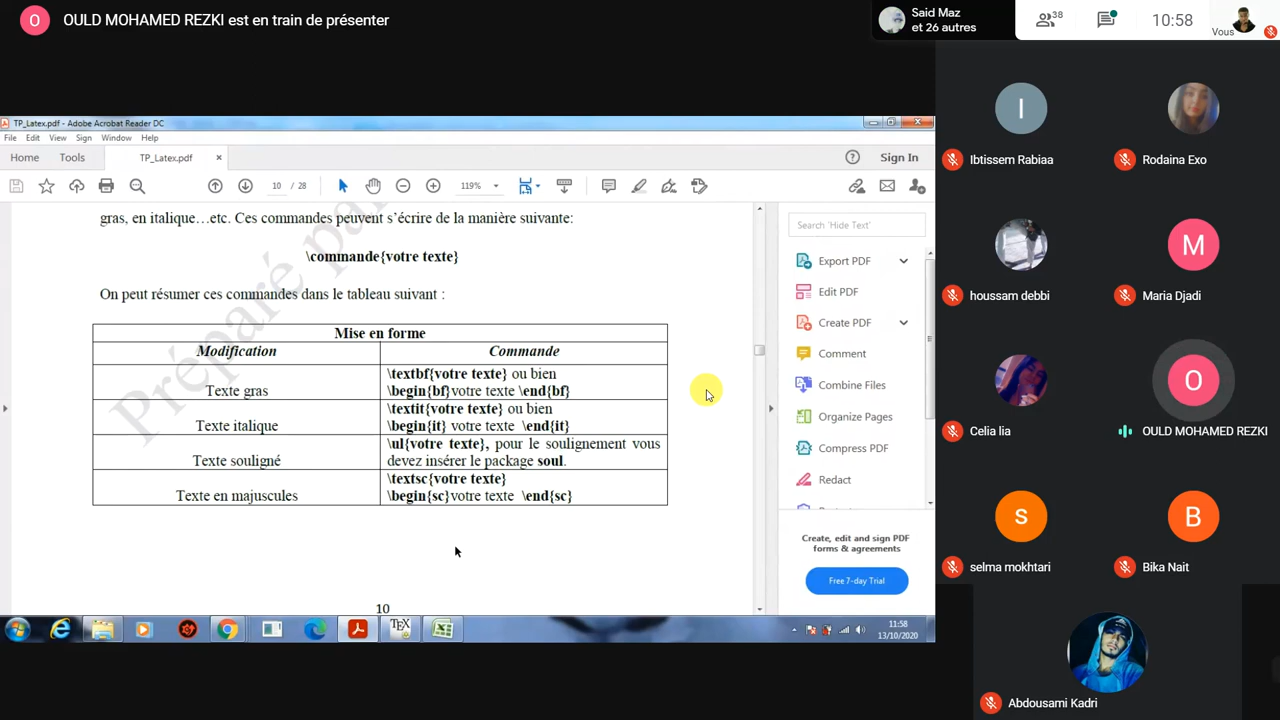 O OULD MOHAMED REZKI est en train de présenter
Said Maz
et 26 autres
38
10:58
Vous
TP_Latex.pdf - Adobe Acrobat Reader DC
File Edit View Sign Window Help
Home Tools TP_Latex.pdf × Sign In
10 / 28 119%
gras, en italique…etc. Ces commandes peuvent s’écrire de la manière suivante:
\commande{votre texte}
On peut résumer ces commandes dans le tableau suivant :
Préparé par
Mise en forme
Modification Commande
Texte gras
\textbf{votre texte} ou bien
\begin{bf}votre texte \end{bf}
Texte italique
\textit{votre texte} ou bien
\begin{it} votre texte \end{it}
Texte souligné
\ul{votre texte}, pour le soulignement vous
devez insérer le package soul.
Texte en majuscules
\textsc{votre texte}
\begin{sc}votre texte \end{sc}
10
Search 'Hide Text'
Export PDF
Edit PDF
Create PDF
Comment
Combine Files
Organize Pages
Compress PDF
Redact
Create, edit and sign PDF
forms & agreements
Free 7-day Trial
TEX
11:58
13/10/2020
I
Ibtissem Rabiaa
Rodaina Exo
houssam debbi
M
Maria Djadi
Celia lia
O
OULD MOHAMED REZKI
s
selma mokhtari
B
Bika Nait
Abdousami Kadri